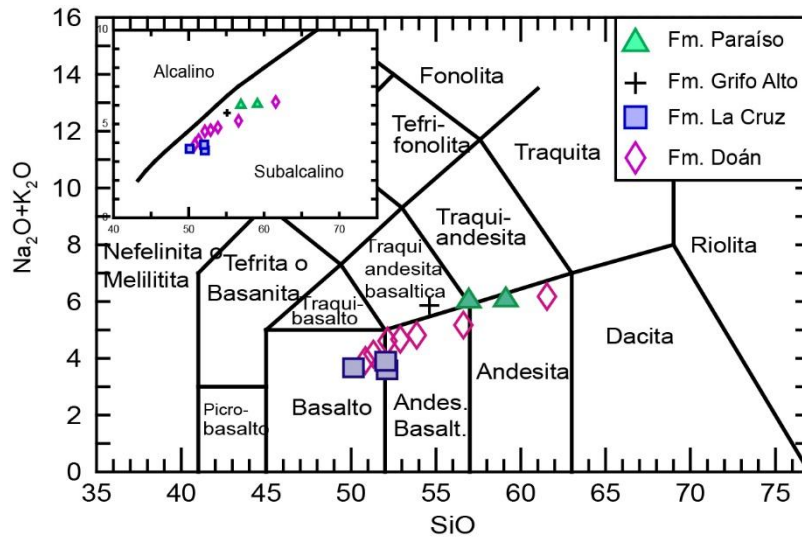 16
14
12
10
8
6
4
2
0
Na2O+K2O
35
40
45
50
55
60
65
70
75
SiO
10
5
0
40
50
60
70
Alcalino
Subalcalino
Fm. Paraíso
Fm. Grifo Alto
Fm. La Cruz
Fm. Doán
Fonolita
Tefri-
fonolita
Traquita
Traqui-
andesita
Riolita
Nefelinita o
Melilitita
Tefrita o
Basanita
Traqui
andesita
basaltica
Traqui-
basalto
Dacita
Andesita
Picro-
basalto
Basalto
Andes.
Basalt.